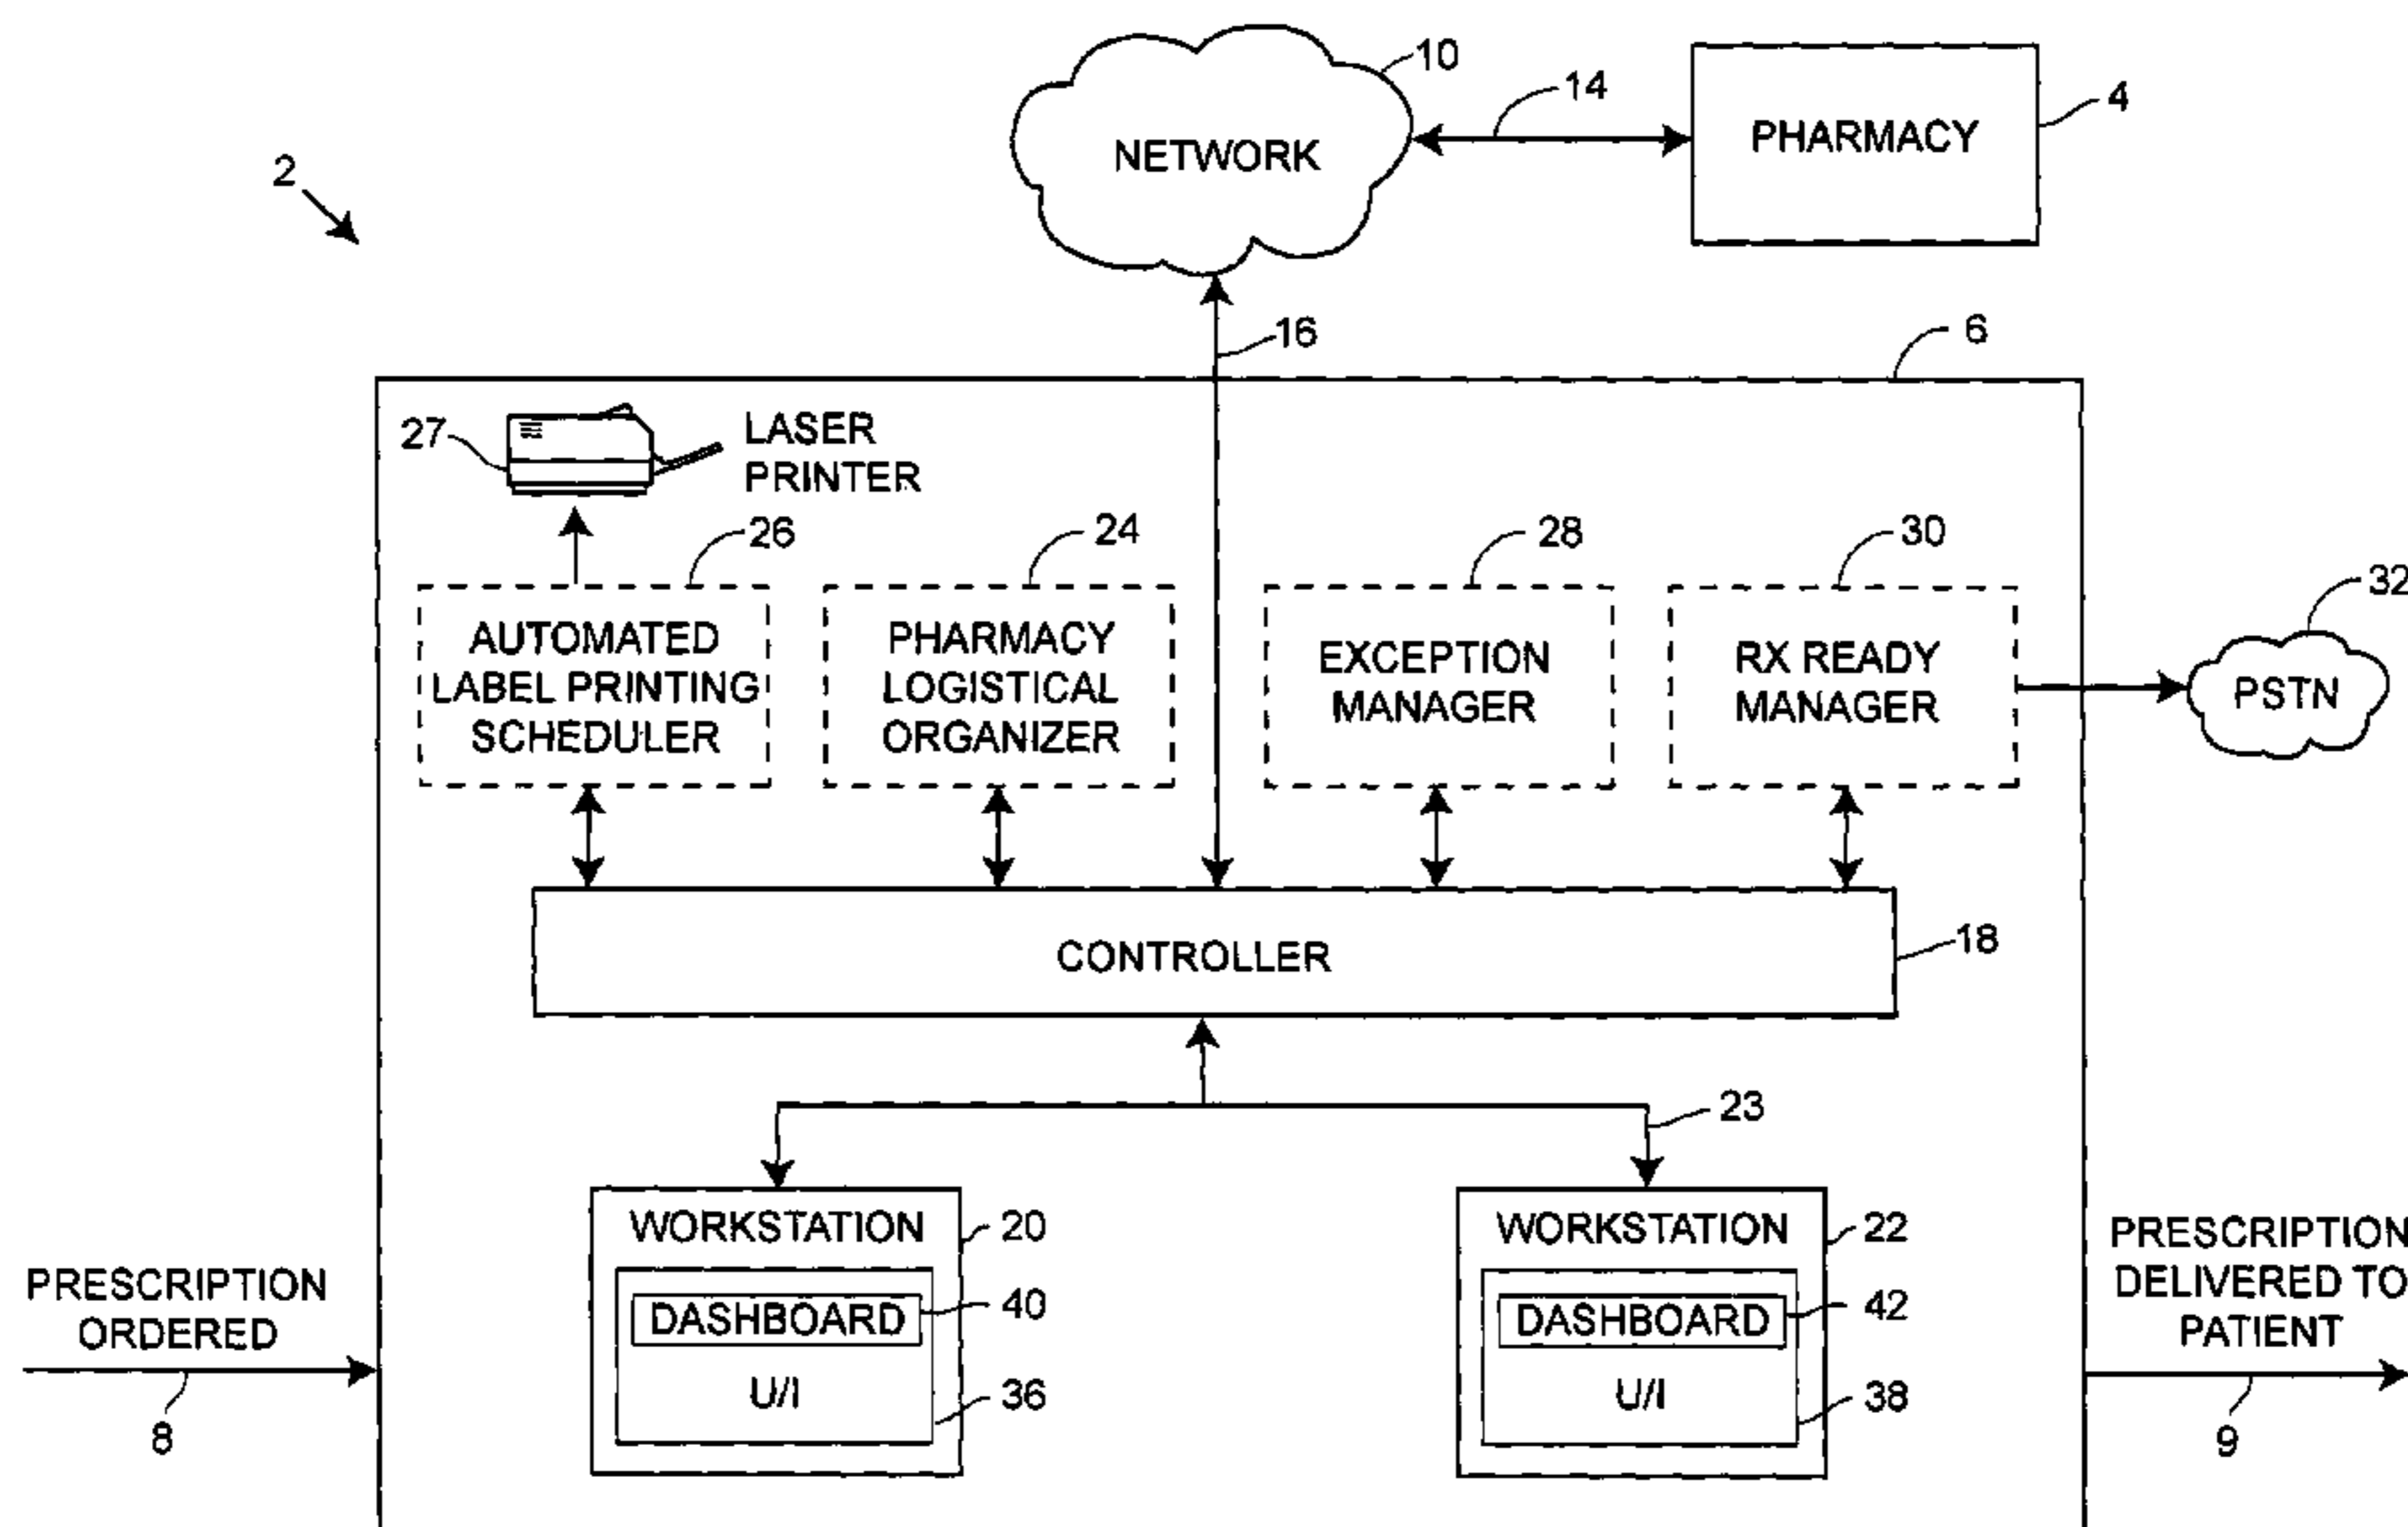 10
14
4
NETWORK
PHARMACY
2
16
6
27
LASER
PRINTER
26
24
28
30
32
AUTOMATED
LABEL PRINTING
SCHEDULER
PHARMACY
LOGISTICAL
ORGANIZER
EXCEPTION
MANAGER
RX READY
MANAGER
PSTN
CONTROLLER
18
23
WORKSTATION
20
DASHBOARD
40
U/I
36
WORKSTATION
22
DASHBOARD
42
U/I
38
PRESCRIPTION
ORDERED
8
PRESCRIPTION
DELIVERED TO
PATIENT
9